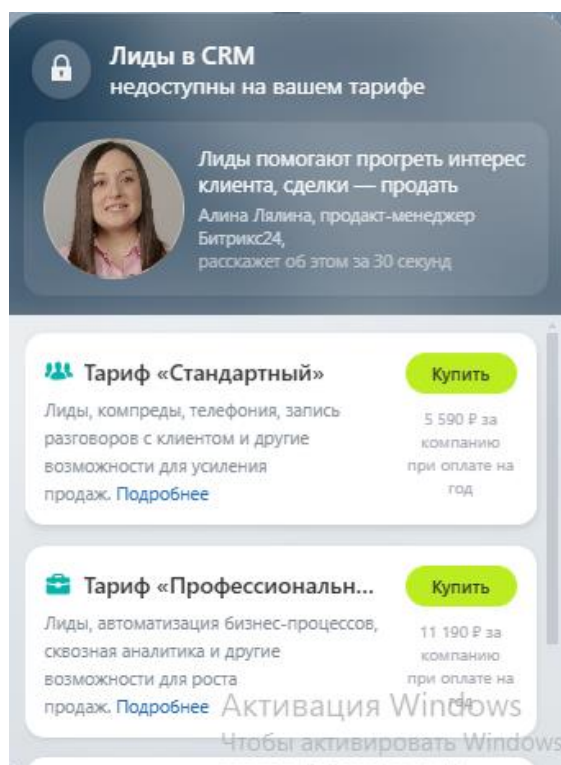 Лиды в CRM
недоступны на вашем тарифе
Лиды помогают прогреть интерес
клиента, сделки — продать
Алина Лялина, продакт-менеджер
Битрикс24,
расскажет об этом за 30 секунд
Тариф «Стандартный»
Купить
Лиды, компреды, телефония, запись
разговоров с клиентом и другие
возможности для усиления
продаж. Подробнее
5 590 ₽ за
компанию
при оплате на
год
Тариф «Профессиональн...
Купить
Лиды, автоматизация бизнес-процессов,
сквозная аналитика и другие
возможности для роста
продаж. Подробнее
11 190 ₽ за
компанию
при оплате на
год
Активация Windows
Чтобы активировать Windows